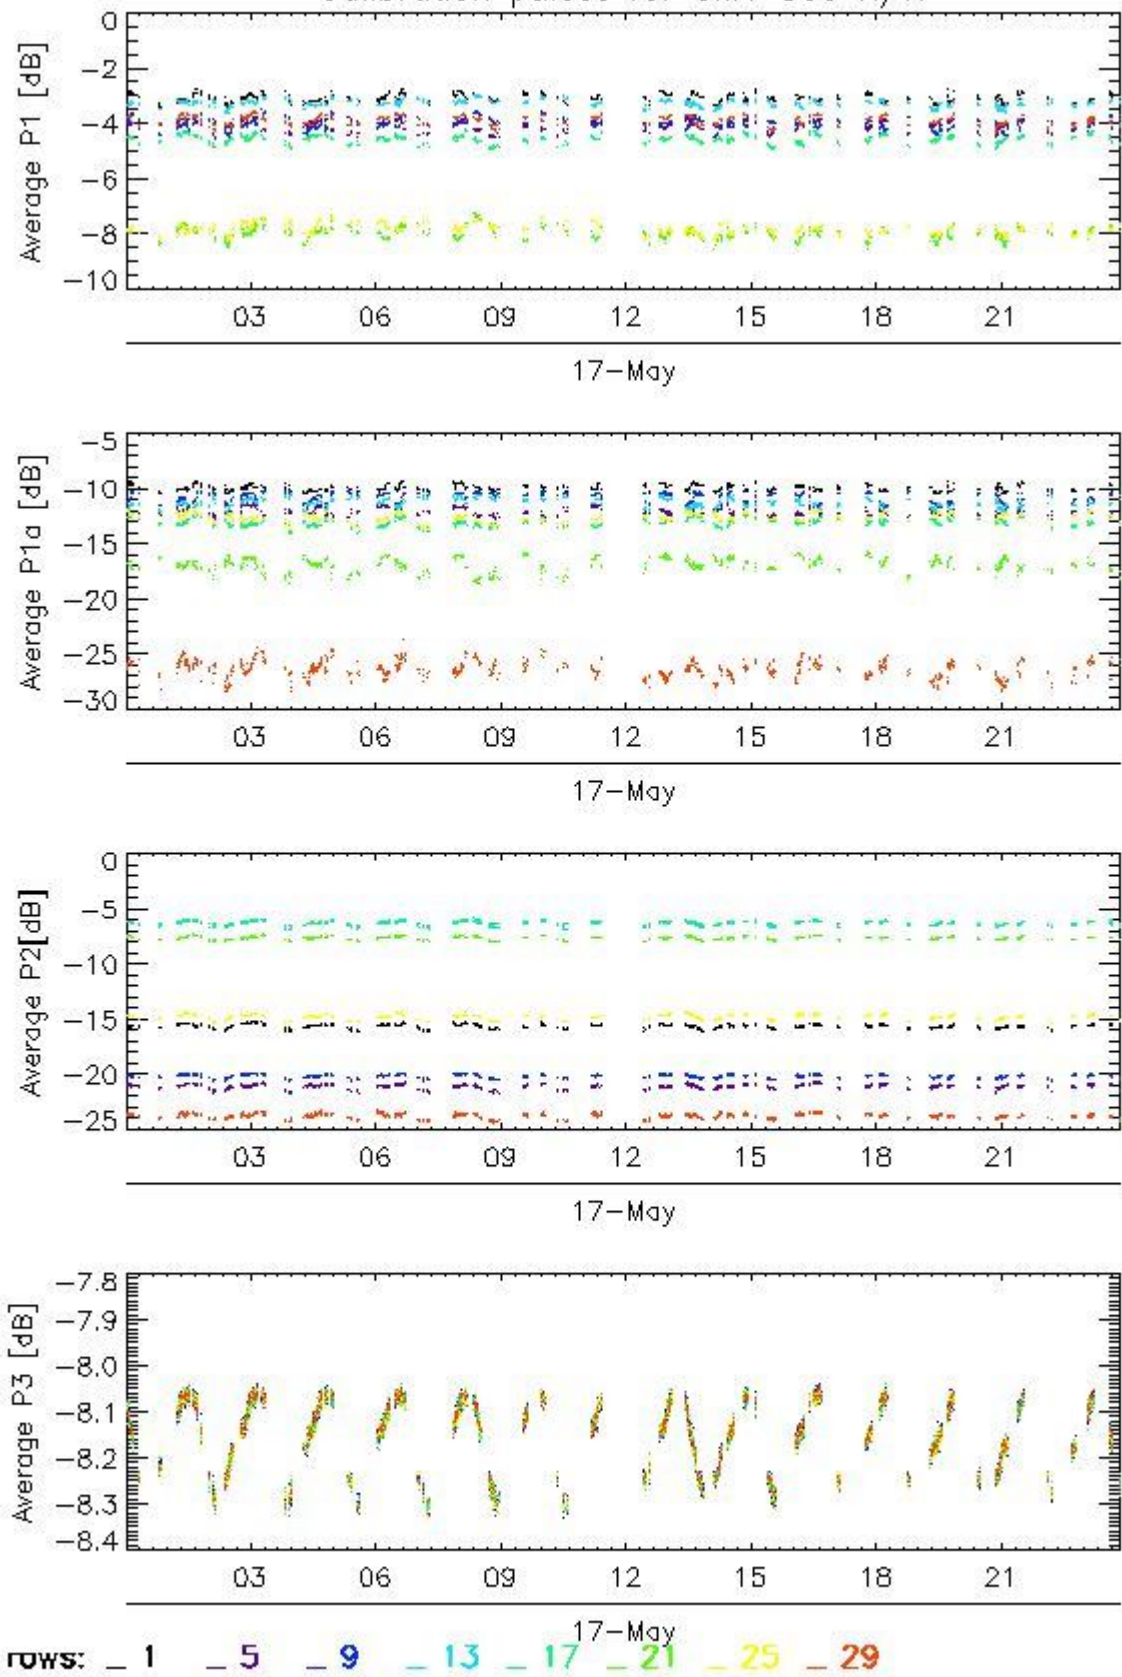 0
−2
−4
−6
−8
−10
Average P1 [dB]
03 06 09 12 15 18 21
17−May
−5
−10
−15
−20
−25
−30
Average P1a [dB]
03 06 09 12 15 18 21
17−May
0
−5
−10
−15
−20
−25
Average P2[dB]
03 06 09 12 15 18 21
17−May
−7.8
−7.9
−8.0
−8.1
−8.2
−8.3
−8.4
Average P3 [dB]
03 06 09 12 15 18 21
17−May
rows: _ 1 _ 5 _ 9 _ 13 _ 17 _ 21 _ 25 _ 29